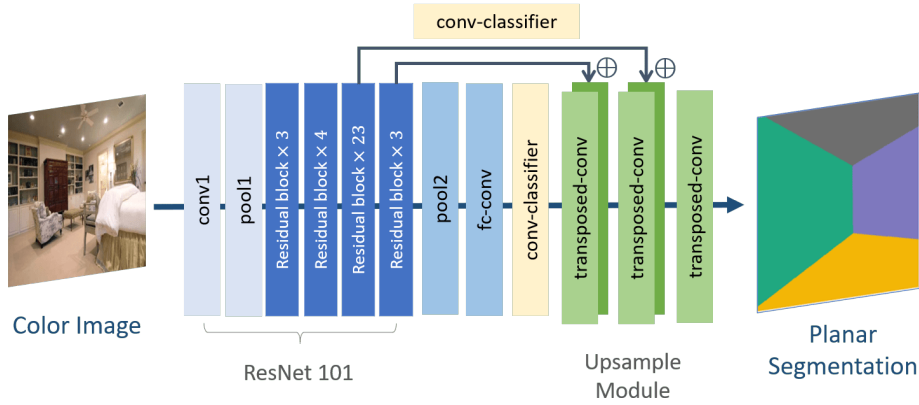 conv-classifier
conv1
pool1
Residual block × 3
Residual block × 4
Residual block × 23
Residual block × 3
pool2
fc-conv
conv-classifier
transposed-conv
transposed-conv
transposed-conv
Color Image
ResNet 101
Upsample
Module
Planar
Segmentation